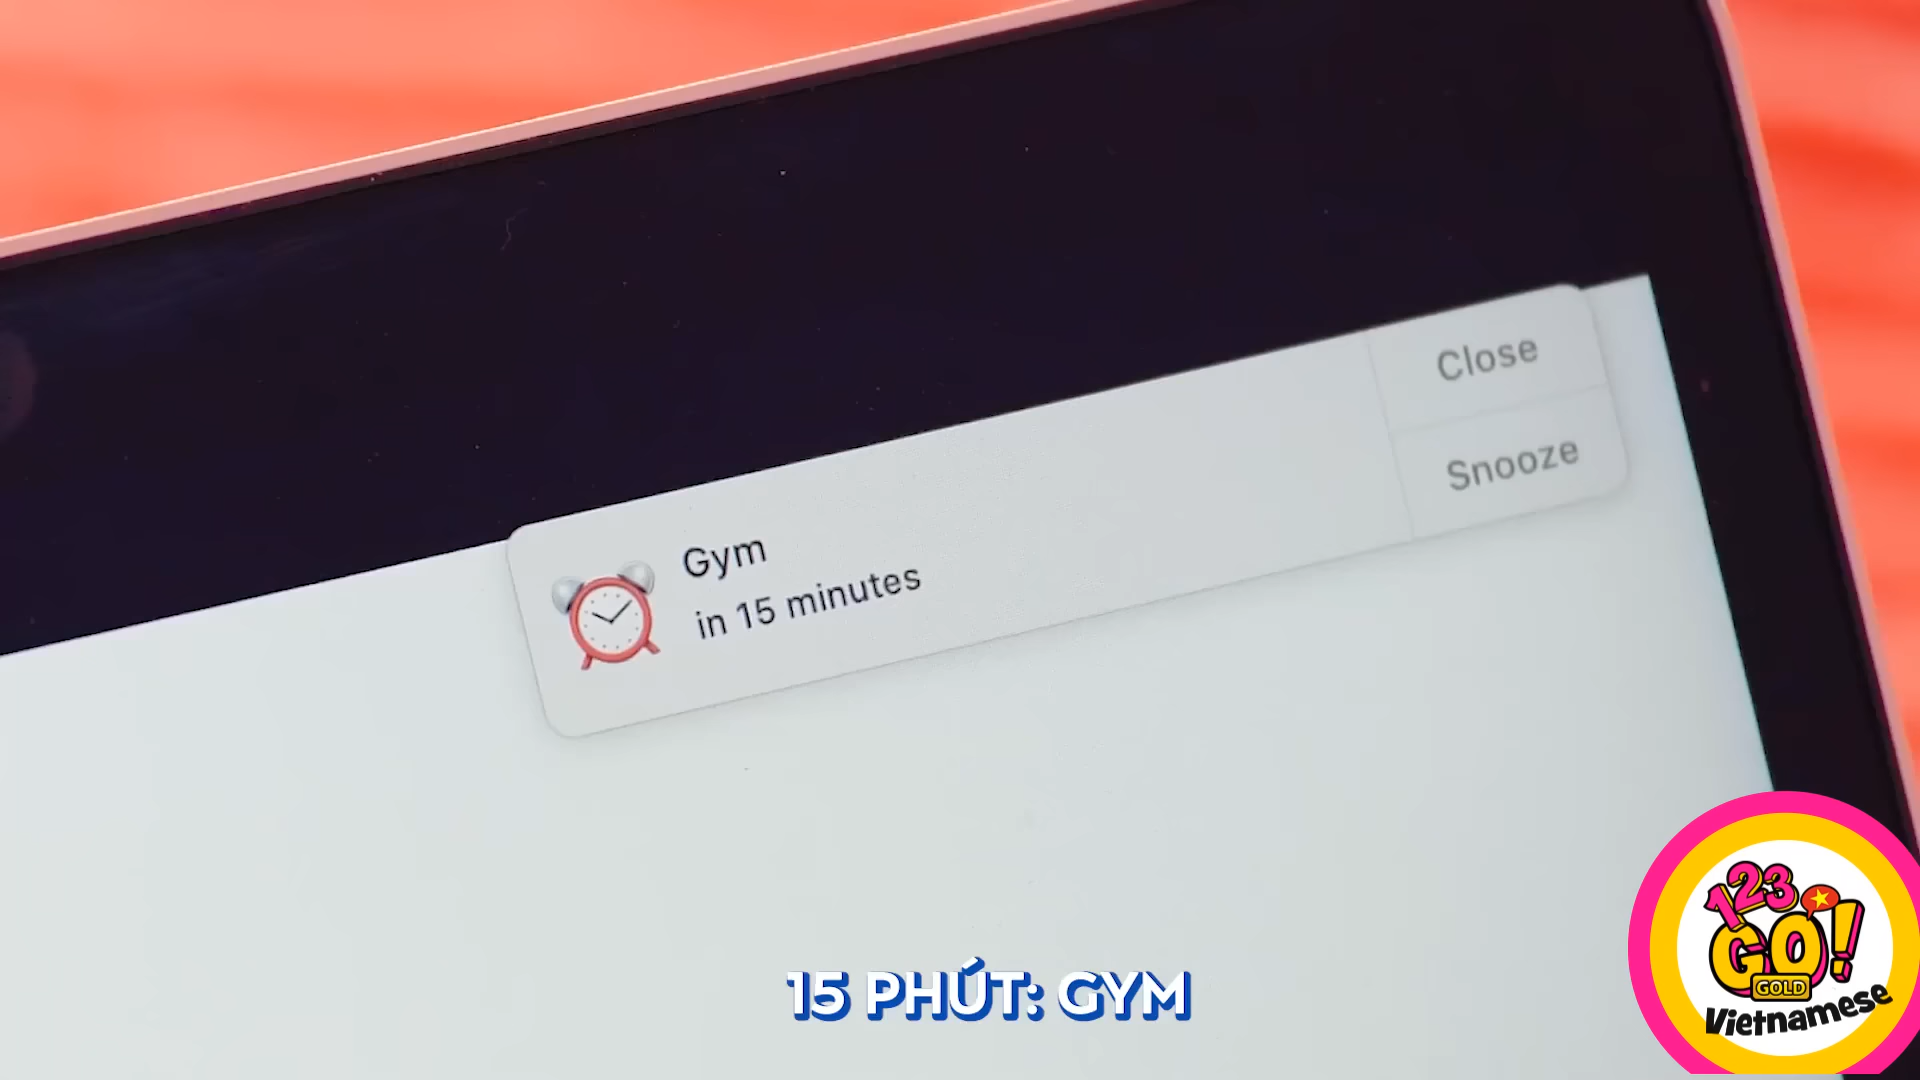 Close
Snooze
Gym
in 15 minutes
15 PHÚT: GYM
123
GO!
GOLD
Vietnamese